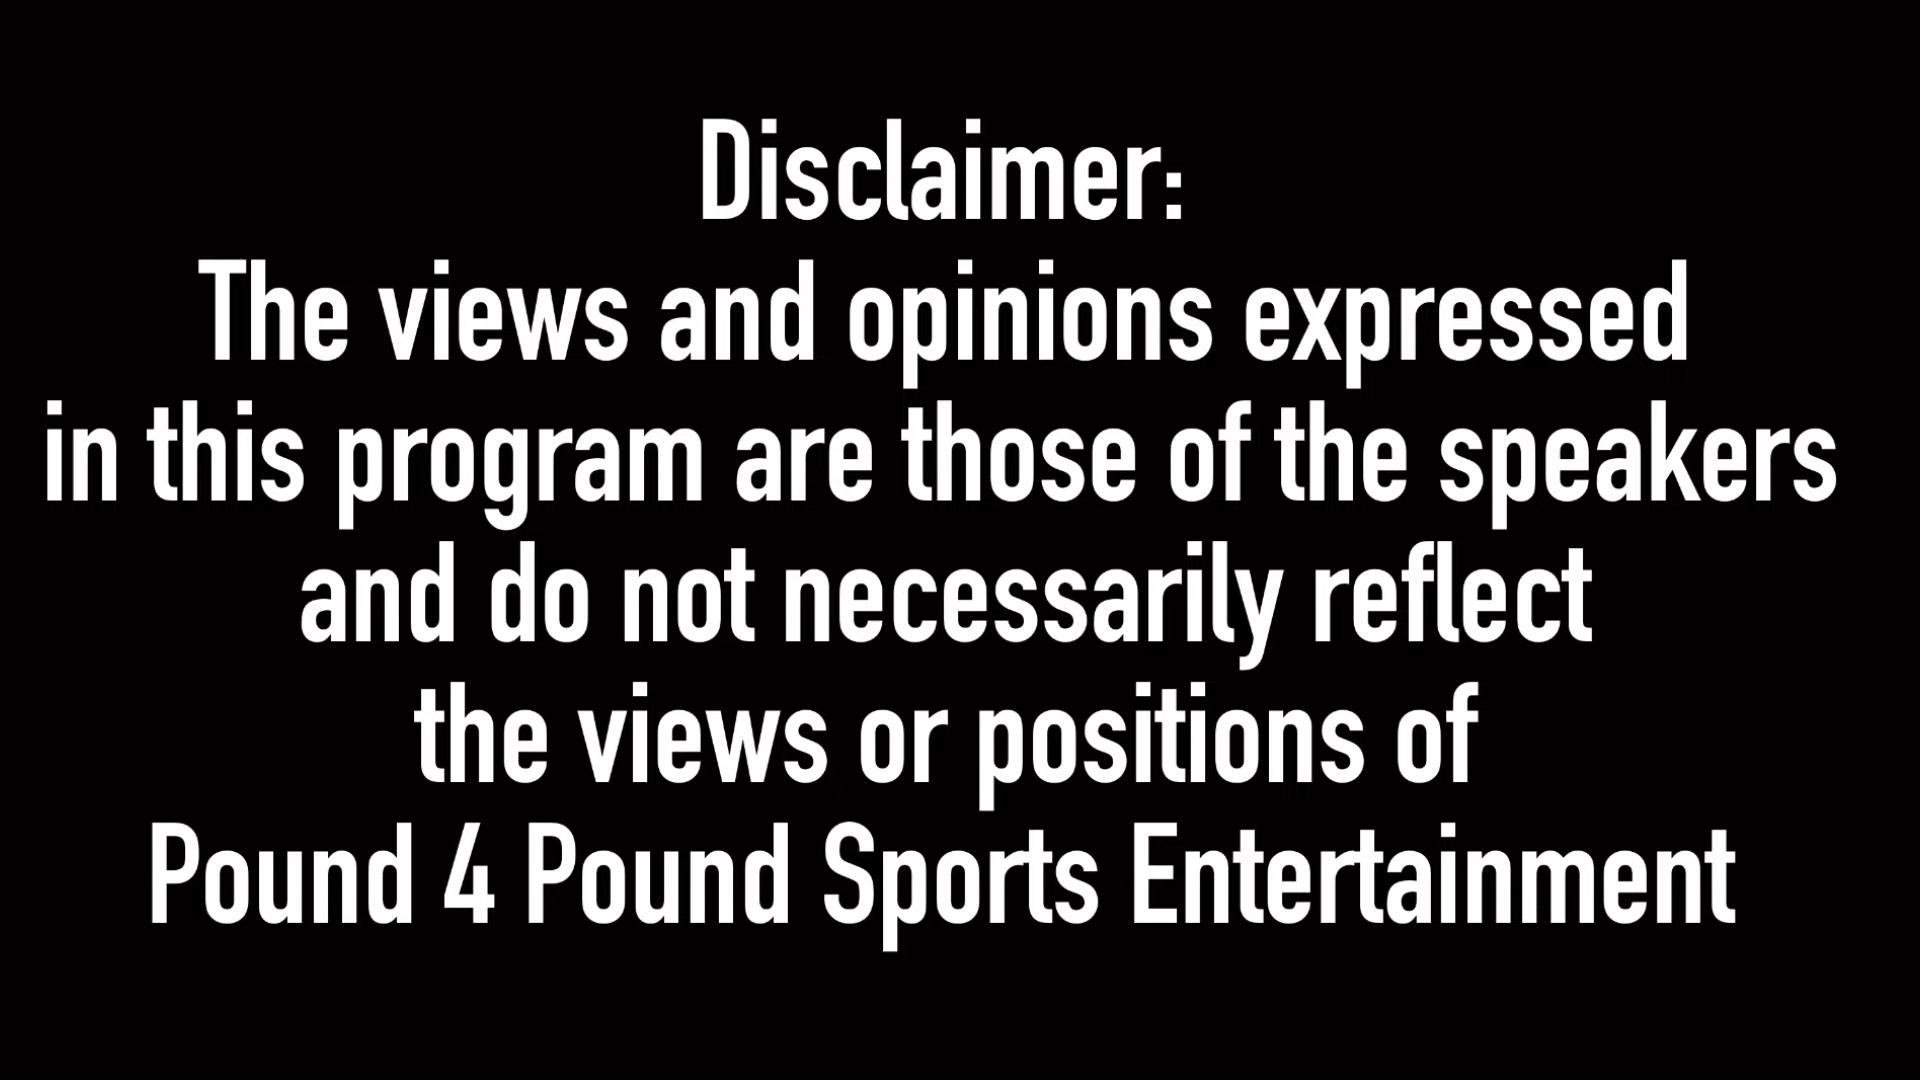 Disclaimer:
The views and opinions expressed
in this program are those of the speakers
and do not necessarily reflect
the views or positions of
Pound 4 Pound Sports Entertainment